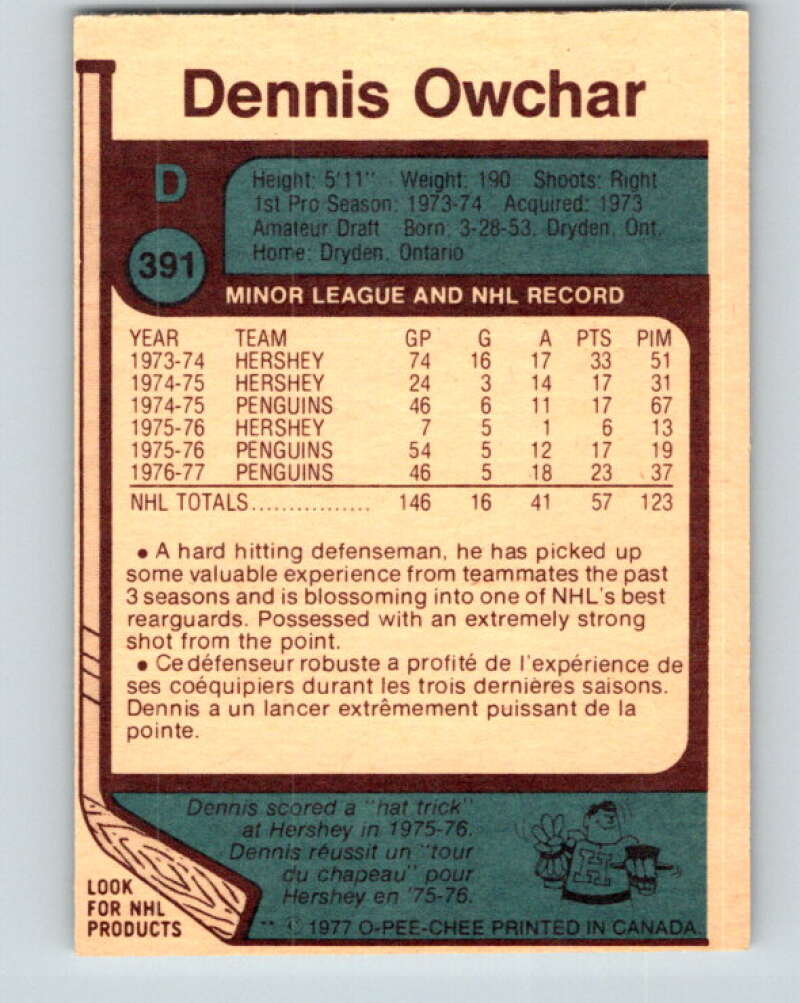 Dennis Owchar
D
391
Height: 5'11" Weight: 190 Shoots: Right
1st Pro Season: 1973-74 Acquired: 1973
Amateur Draft Born: 3-28-53, Dryden, Ont.
Home: Dryden, Ontario
MINOR LEAGUE AND NHL RECORD
YEAR TEAM GP G A PTS PIM
1973-74 HERSHEY 74 16 17 33 51
1974-75 HERSHEY 24 3 14 17 31
1974-75 PENGUINS 46 6 11 17 67
1975-76 HERSHEY 7 5 1 6 13
1975-76 PENGUINS 54 5 12 17 19
1976-77 PENGUINS 46 5 18 23 37
NHL TOTALS................ 146 16 41 57 123
• A hard hitting defenseman, he has picked up
some valuable experience from teammates the past
3 seasons and is blossoming into one of NHL's best
rearguards. Possessed with an extremely strong
shot from the point.
• Ce défenseur robuste a profité de l'expérience de
ses coéquipiers durant les trois dernières saisons.
Dennis a un lancer extrêmement puissant de la
pointe.
Dennis scored a "hat trick"
at Hershey in 1975-76.
Dennis réussit un "tour
du chapeau" pour
Hershey en '75-76.
H
LOOK
FOR NHL
PRODUCTS
** © 1977 O-PEE-CHEE PRINTED IN CANADA.